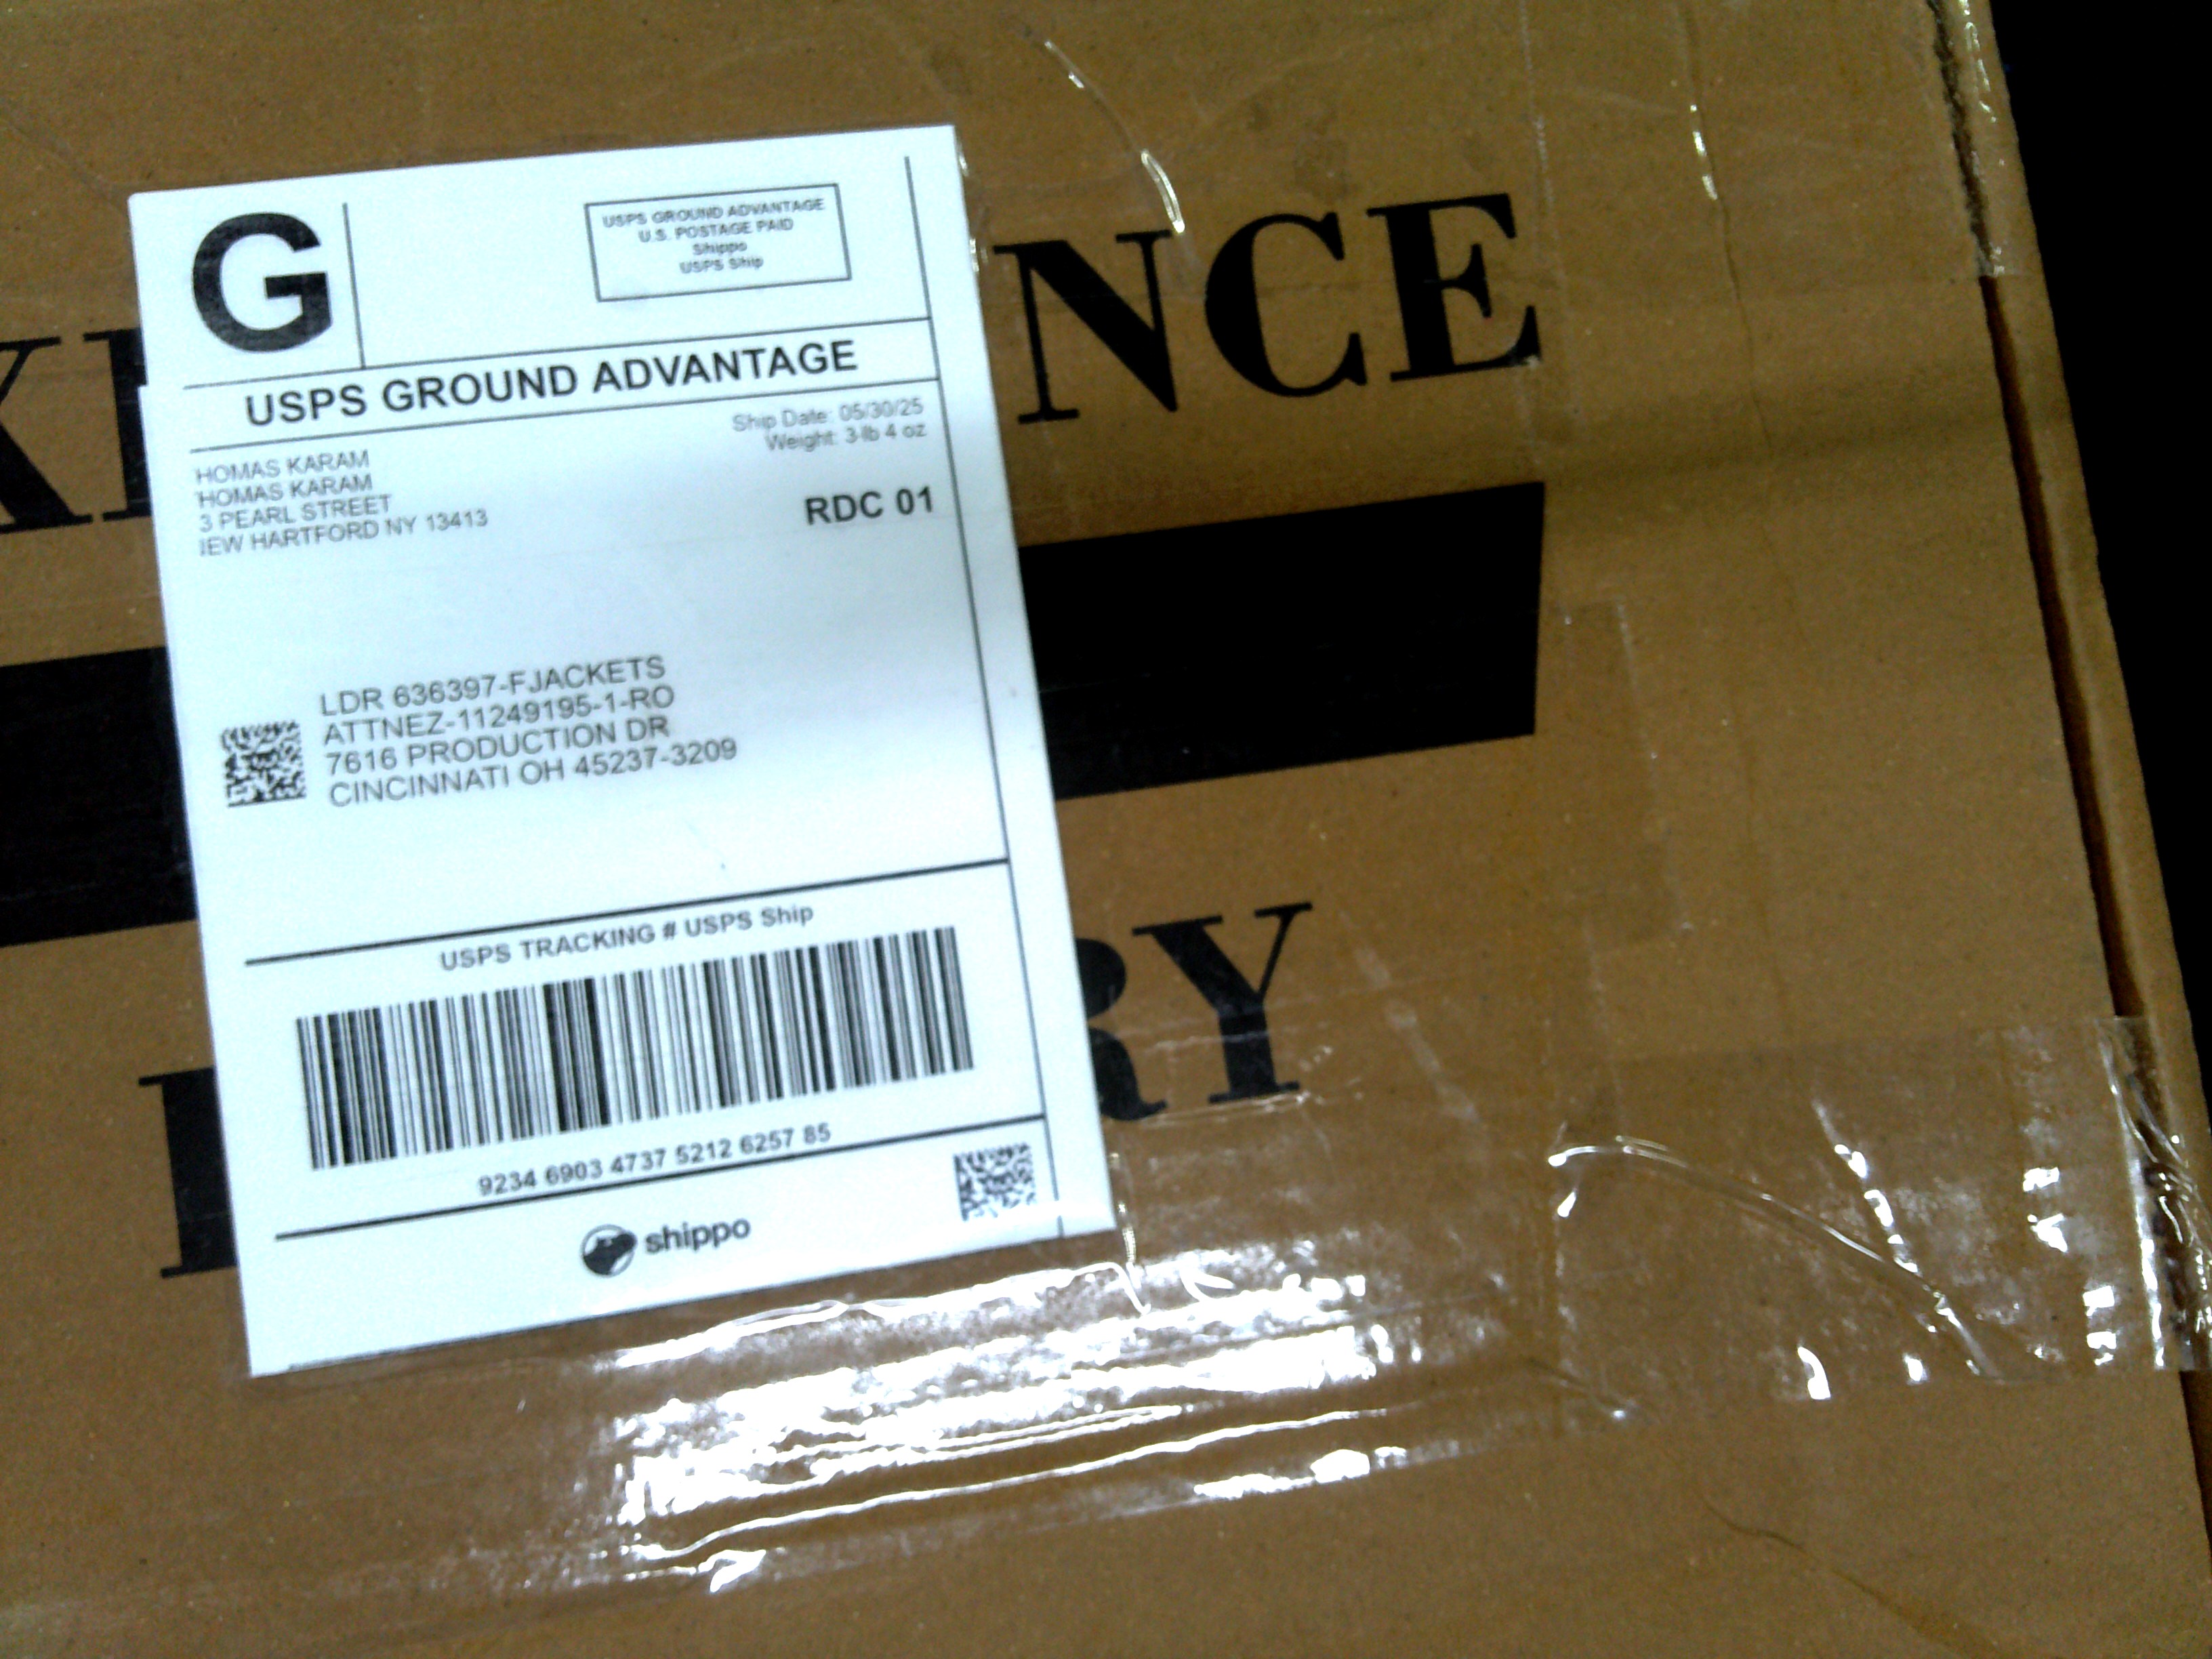 G
USPS GROUND ADVANTAGE
U.S. POSTAGE PAID
Shippo
USPS Ship
USPS GROUND ADVANTAGE
Ship Date: 05/30/25
Weight: 3 lb 4 oz
HOMAS KARAM
HOMAS KARAM
3 PEARL STREET
IEW HARTFORD NY 13413
RDC 01
LDR 636397-FJACKETS
ATTNEZ-11249195-1-RO
7616 PRODUCTION DR
CINCINNATI OH 45237-3209
USPS TRACKING # USPS Ship
9234 6903 4737 5212 6257 85
shippo
NCE
RY